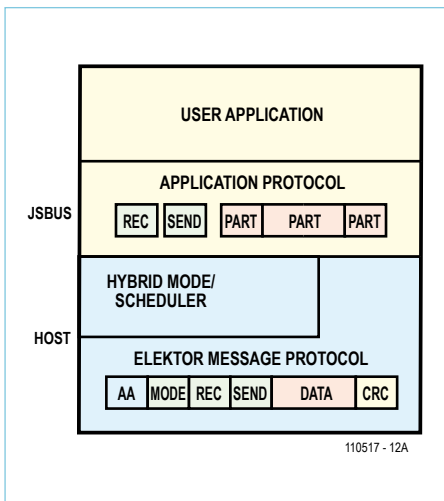 USER APPLICATION
APPLICATION PROTOCOL
JSBUS
REC SEND PART PART PART
HYBRID MODE/
SCHEDULER
HOST
ELEKTOR MESSAGE PROTOCOL
AA MODE REC SEND DATA CRC
110517 - 12A